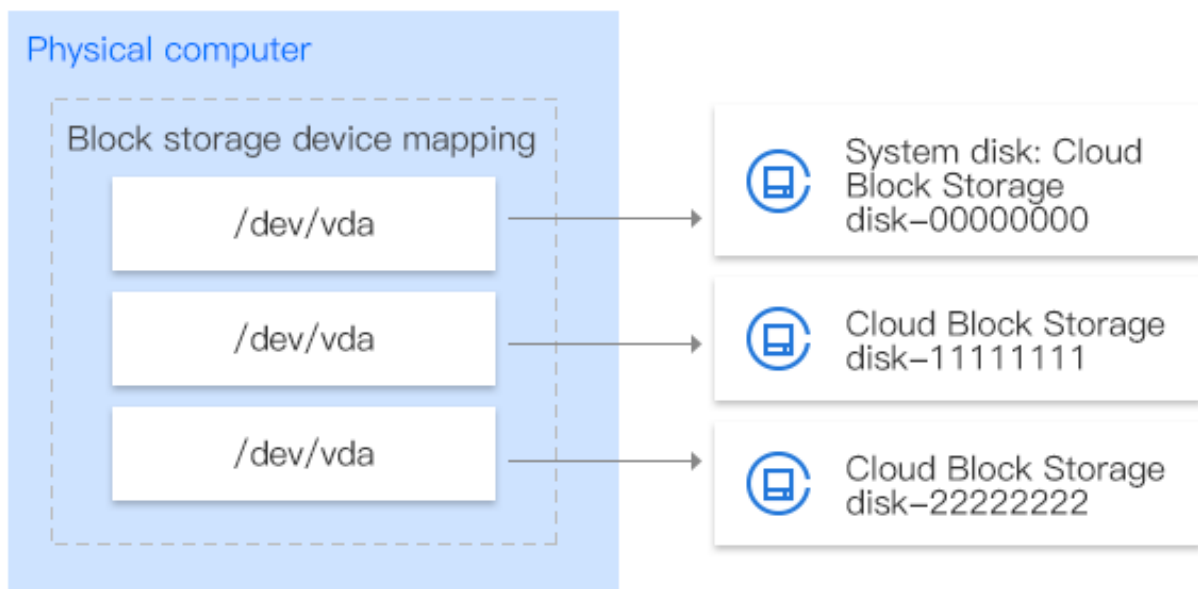 Physical computer
Block storage device mapping
/dev/vda
System disk: Cloud
Block Storage
disk-00000000
/dev/vda
Cloud Block Storage
disk-11111111
/dev/vda
Cloud Block Storage
disk-22222222